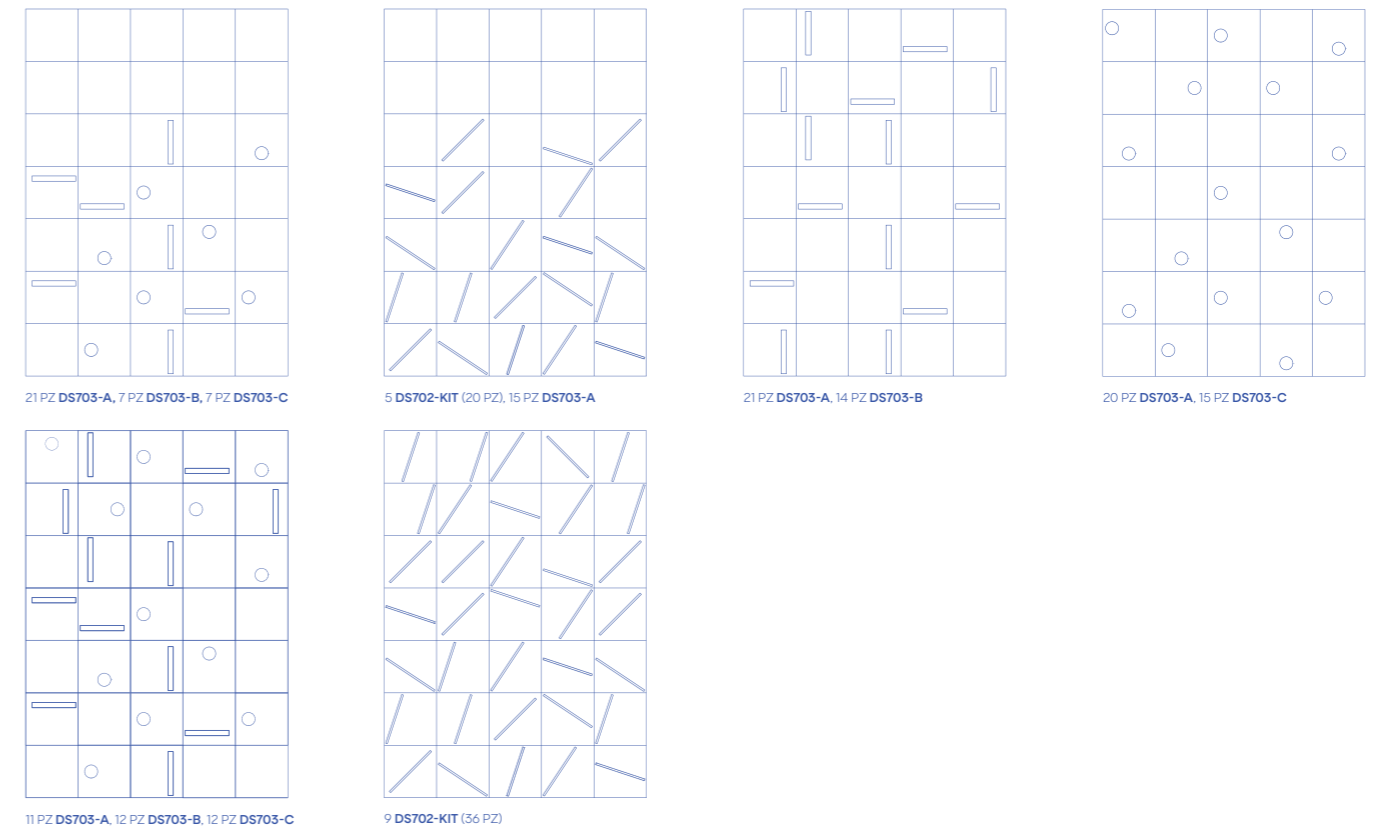 21 PZ DS703-A, 7 PZ DS703-B, 7 PZ DS703-C
5 DS702-KIT (20 PZ), 15 PZ DS703-A
21 PZ DS703-A, 14 PZ DS703-B
20 PZ DS703-A, 15 PZ DS703-C
11 PZ DS703-A, 12 PZ DS703-B, 12 PZ DS703-C
9 DS702-KIT (36 PZ)